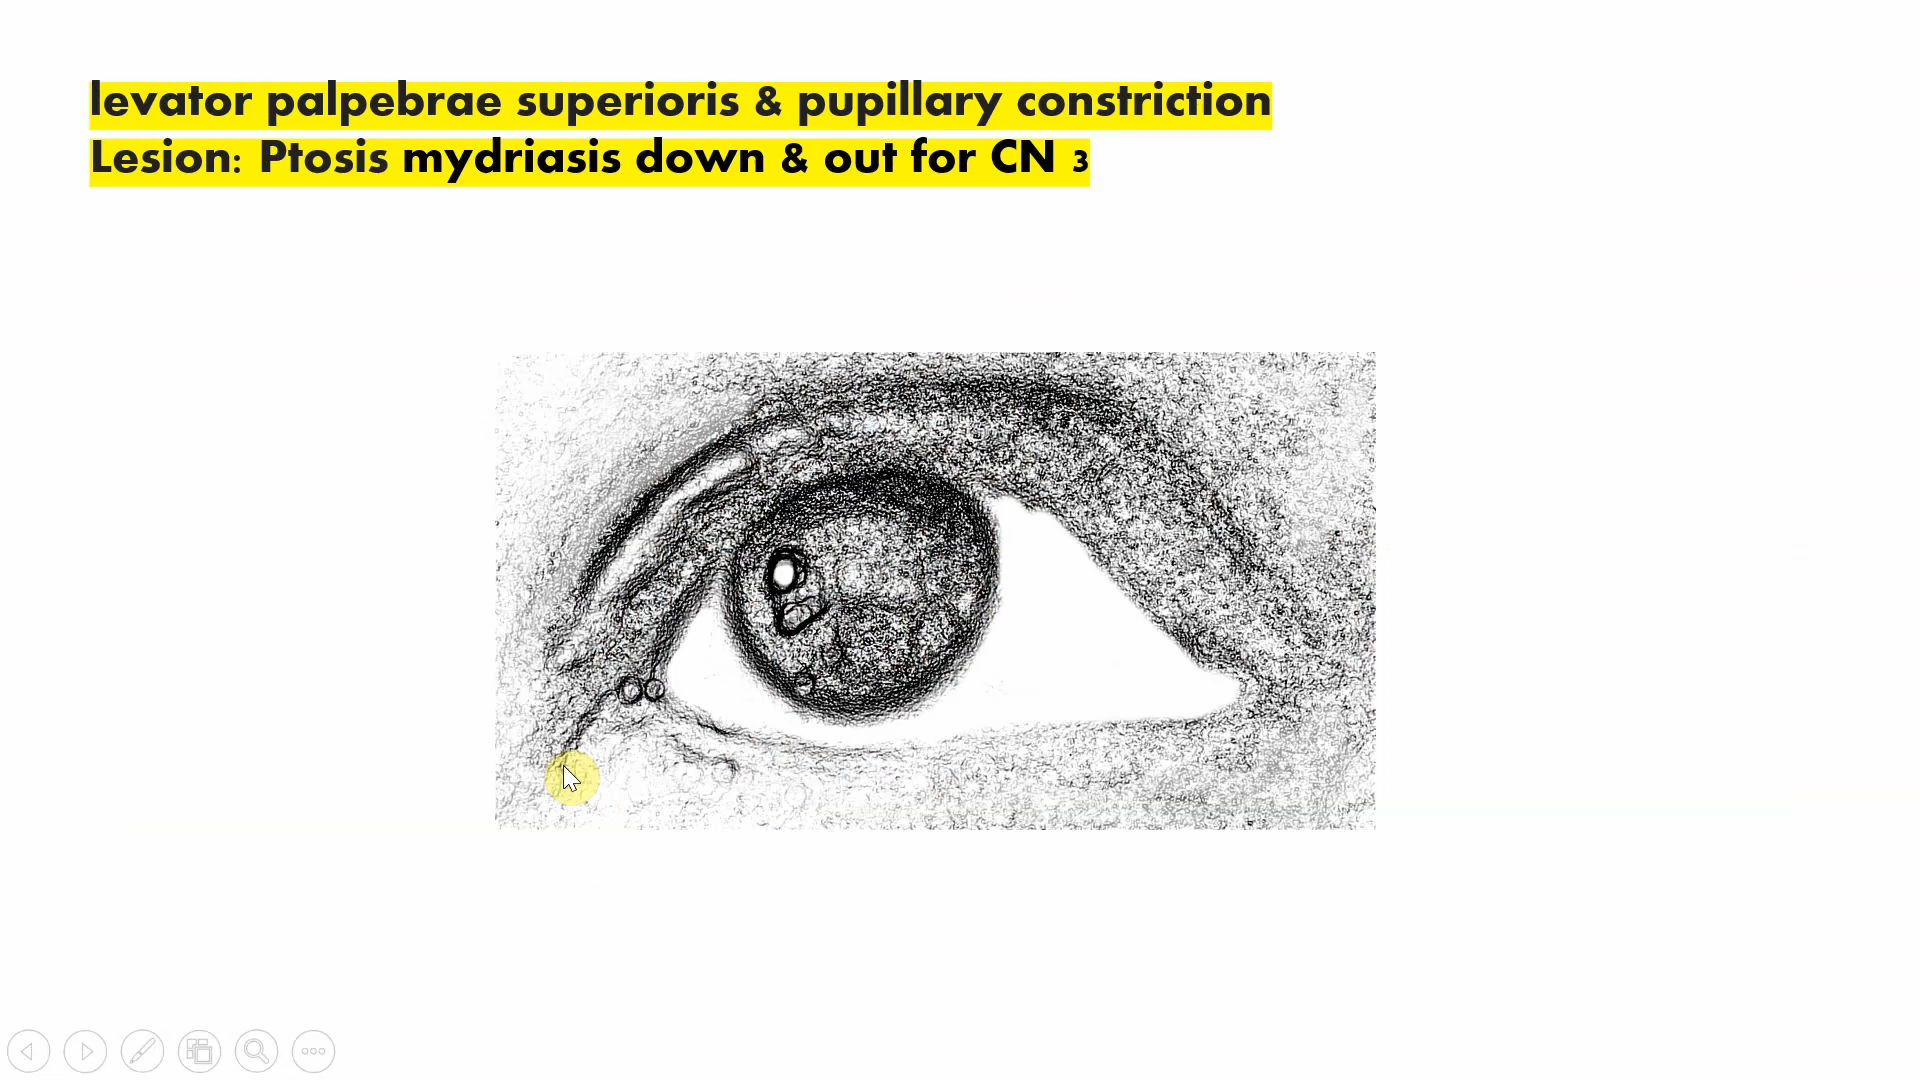 levator palpebrae superioris & pupillary constriction
Lesion: Ptosis mydriasis down & out for CN 3